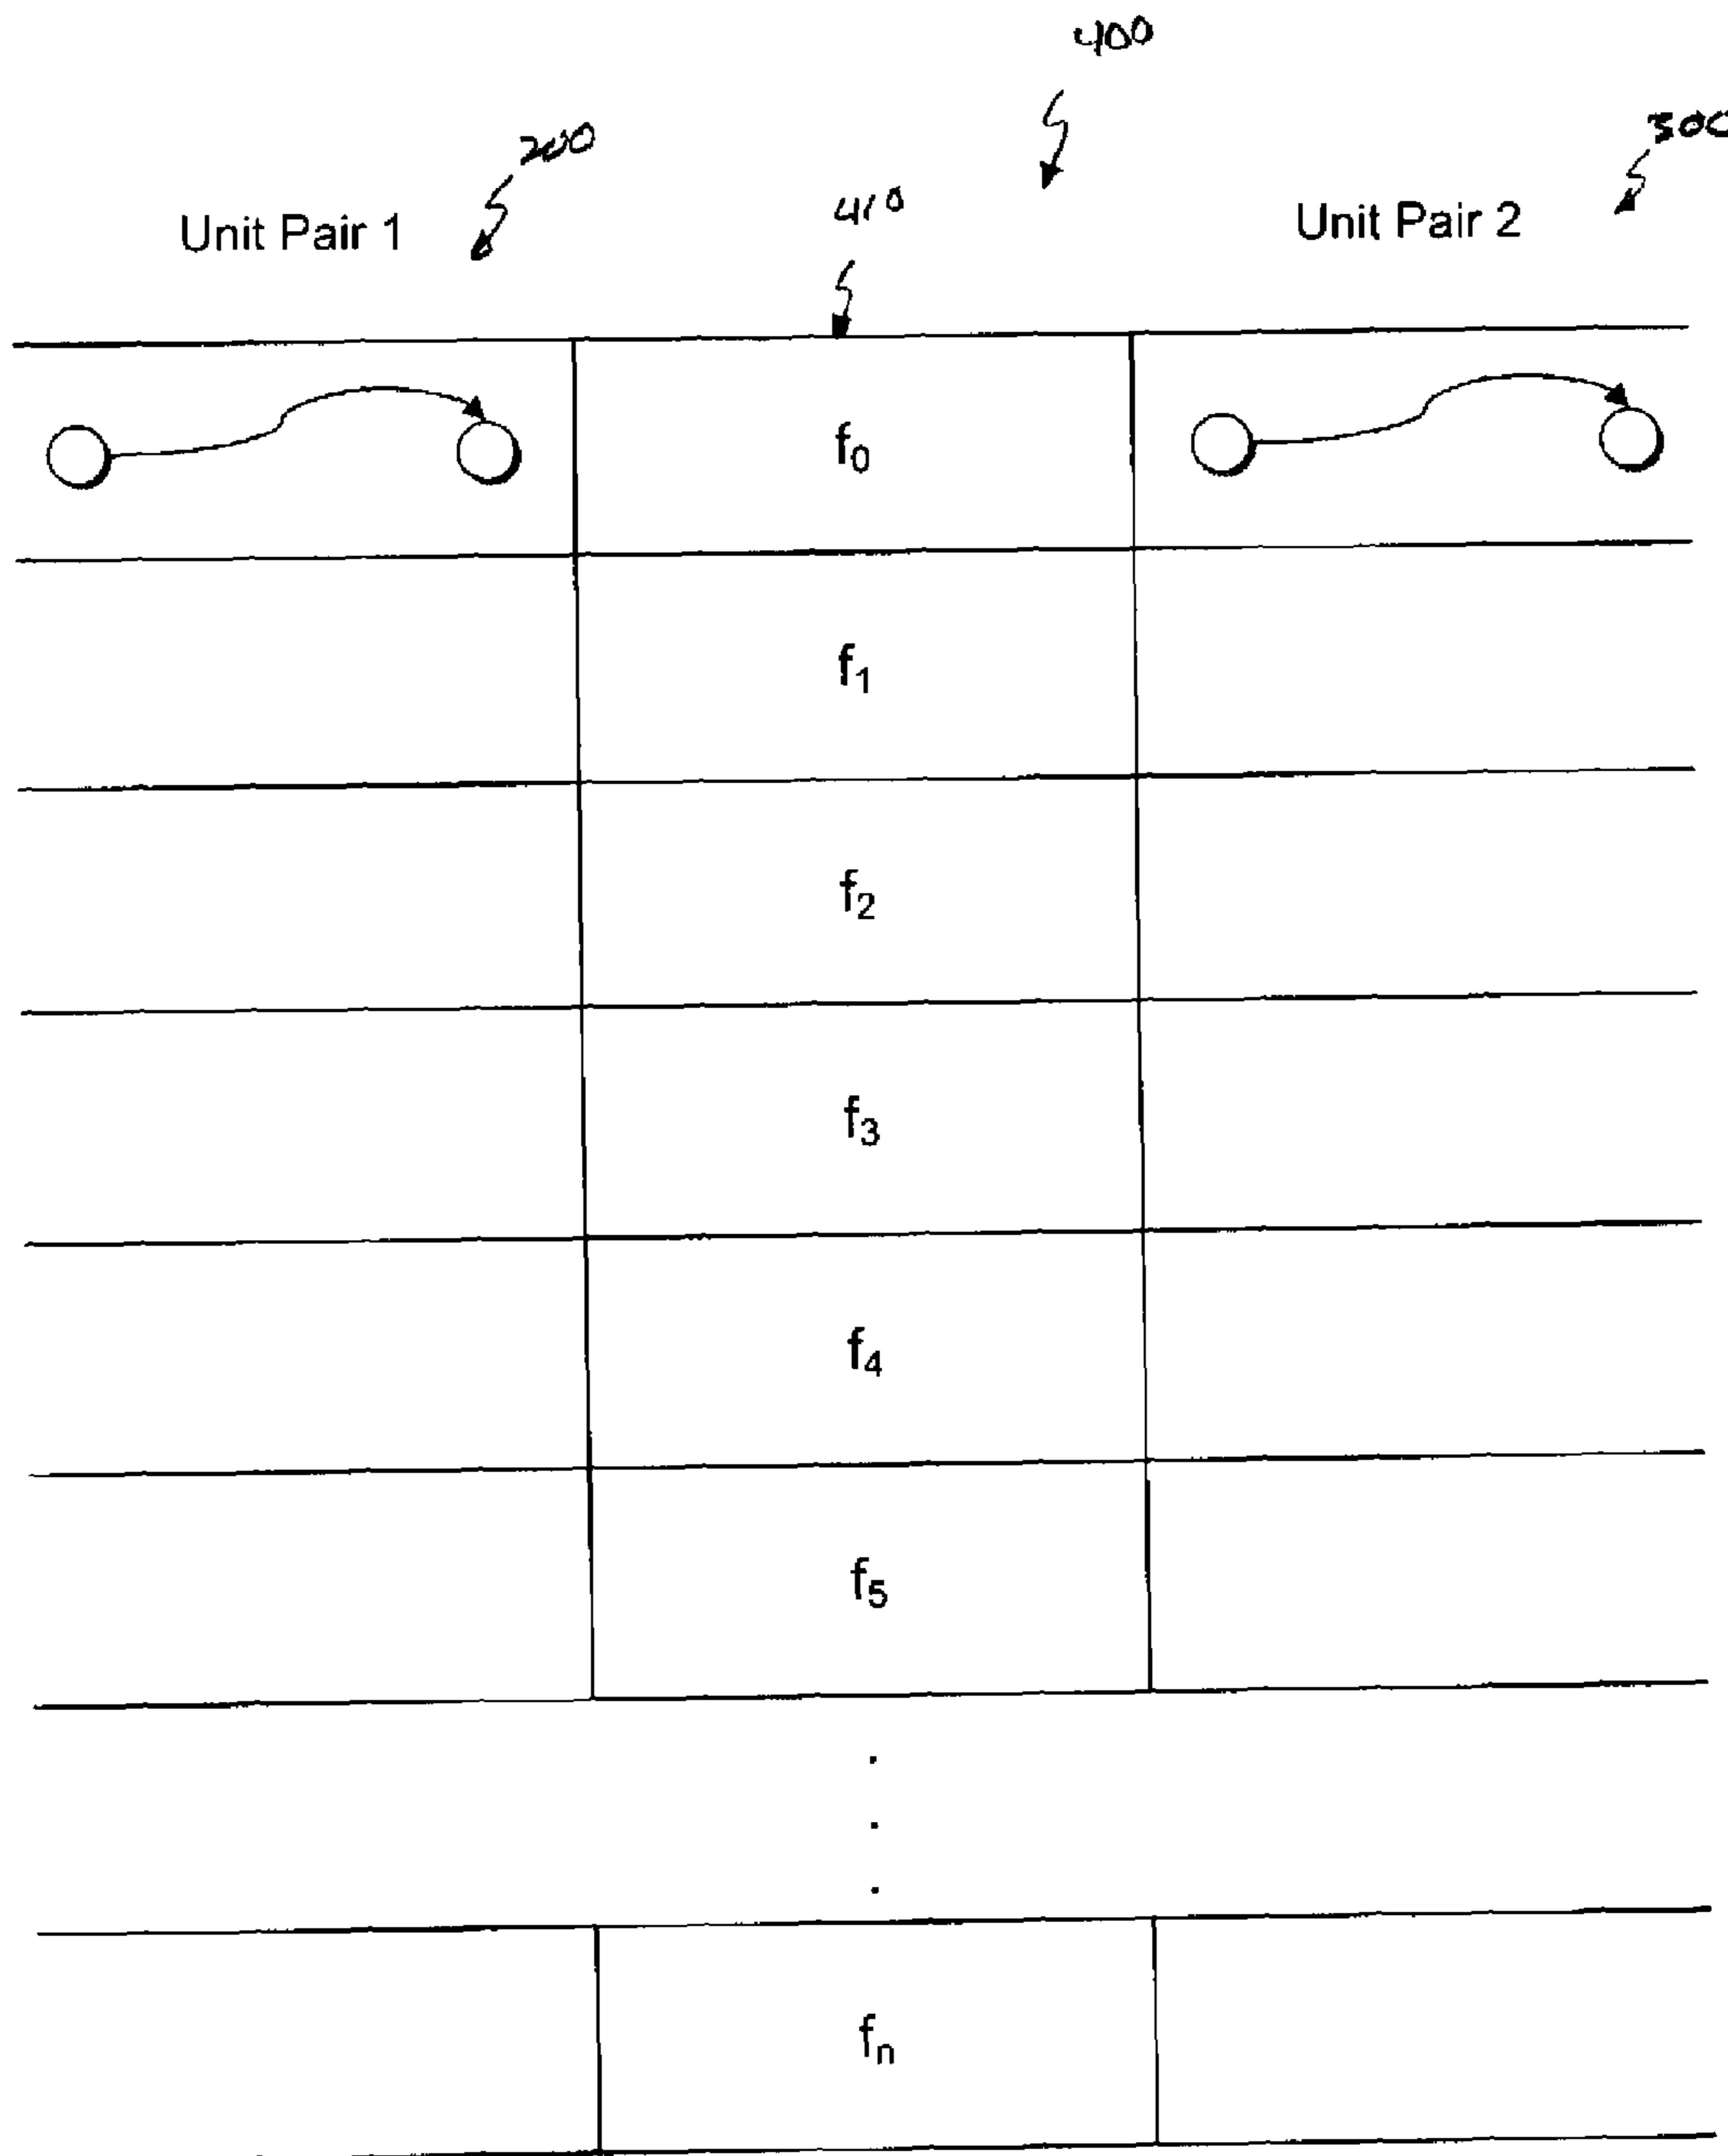 400
200
300
410
Unit Pair 1
Unit Pair 2
f₀
f₁
f₂
f₃
f₄
f₅
.
.
.
fₙ